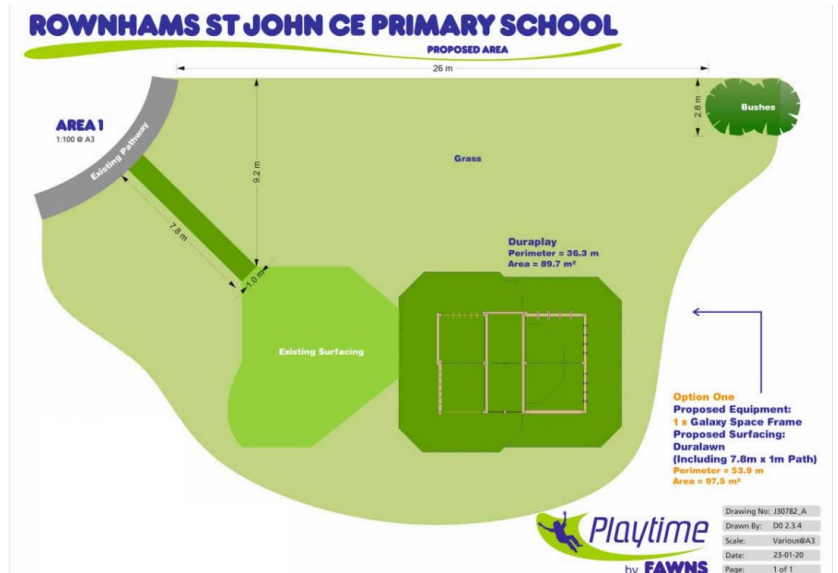 ROWNHAMS ST JOHN CE PRIMARY SCHOOL
PROPOSED AREA
26 m
AREA 1
1:100 @ A3
Existing Pathway
9.2 m
2.8 m
Bushes
Grass
7.8 m
1.0 m
Duraplay
Perimeter = 36.3 m
Area = 89.7 m²
Existing Surfacing
Option One
Proposed Equipment:
1 x Galaxy Space Frame
Proposed Surfacing:
Duralawn
(Including 7.8m x 1m Path)
Perimeter = 53.9 m
Area = 97.5 m²
Playtime
by FAWNS
Drawing No: J30782_A
Drawn By: D0 2.3.4
Scale: Various@A3
Date: 23-01-20
Page: 1 of 1